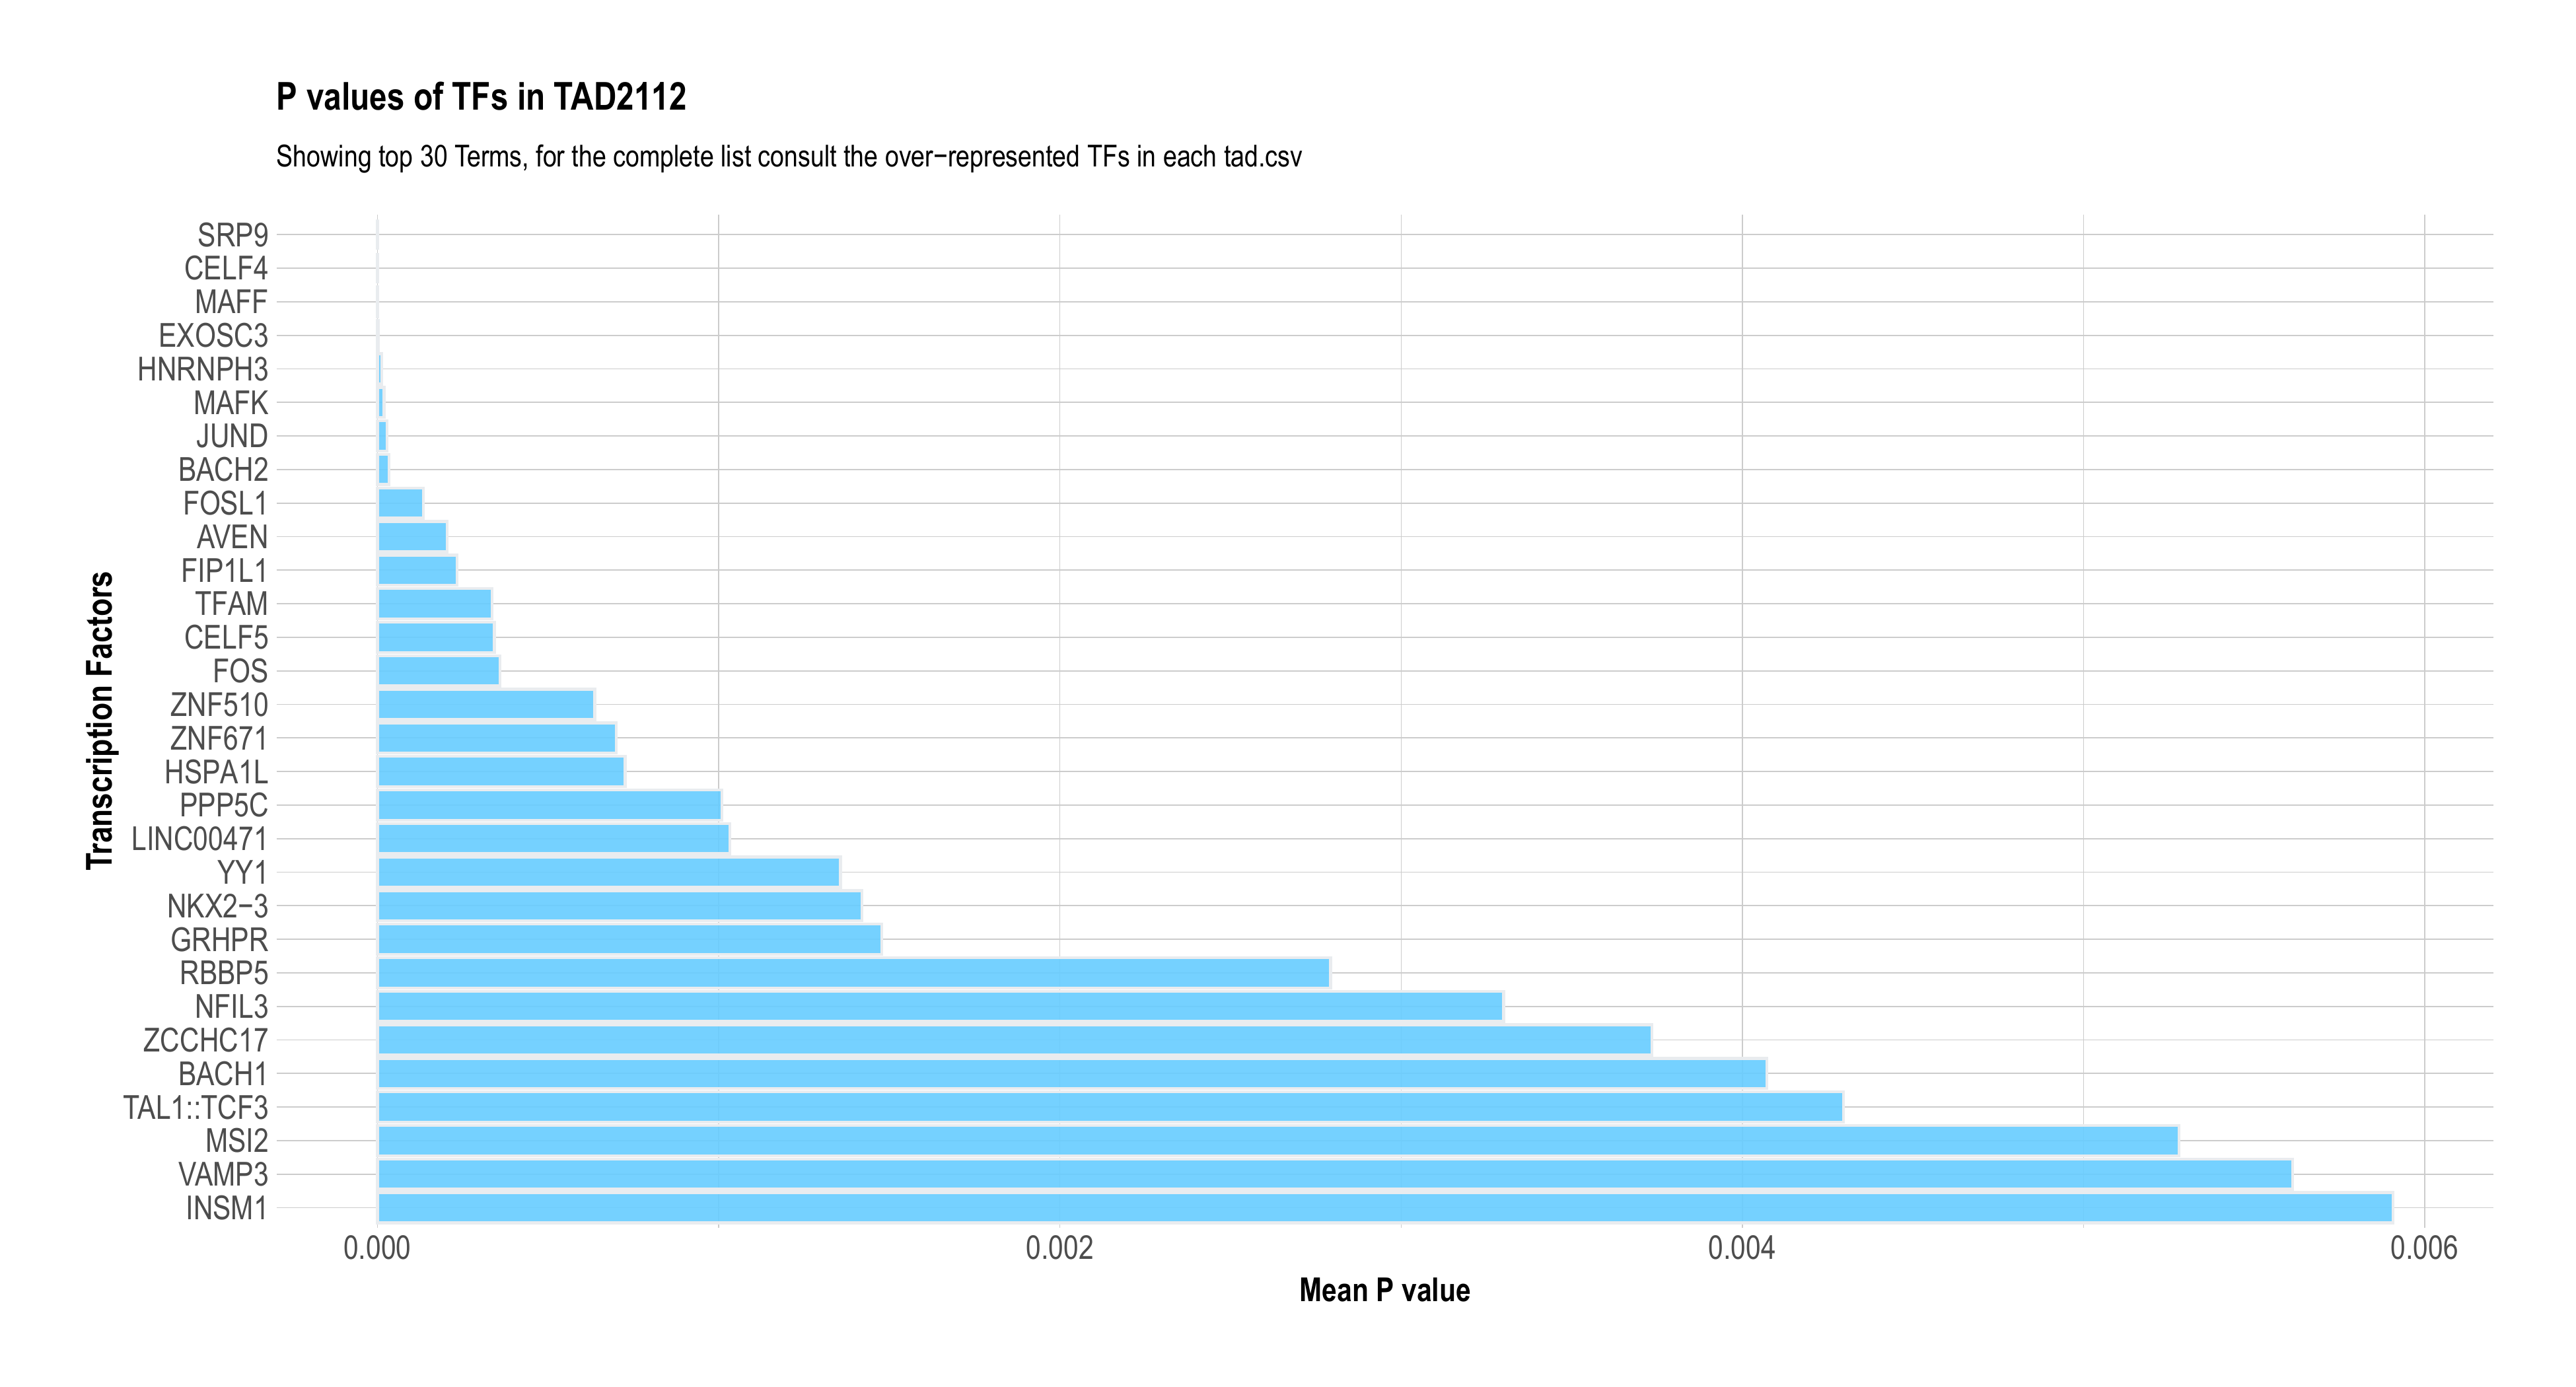 P values of TFs in TAD2112
Showing top 30 Terms, for the complete list consult the over−represented TFs in each tad.csv
Transcription Factors
SRP9
CELF4
MAFF
EXOSC3
HNRNPH3
MAFK
JUND
BACH2
FOSL1
AVEN
FIP1L1
TFAM
CELF5
FOS
ZNF510
ZNF671
HSPA1L
PPP5C
LINC00471
YY1
NKX2−3
GRHPR
RBBP5
NFIL3
ZCCHC17
BACH1
TAL1::TCF3
MSI2
VAMP3
INSM1
0.000 0.002 0.004 0.006
Mean P value